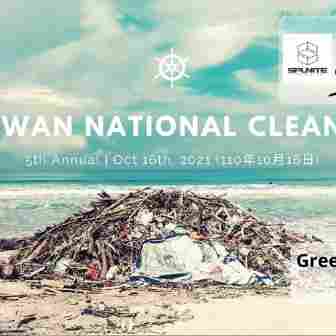 SPUNITE
WAN NATIONAL CLEAN
5th Annual | Oct 16th, 2021 (110年10月16日)
Gree